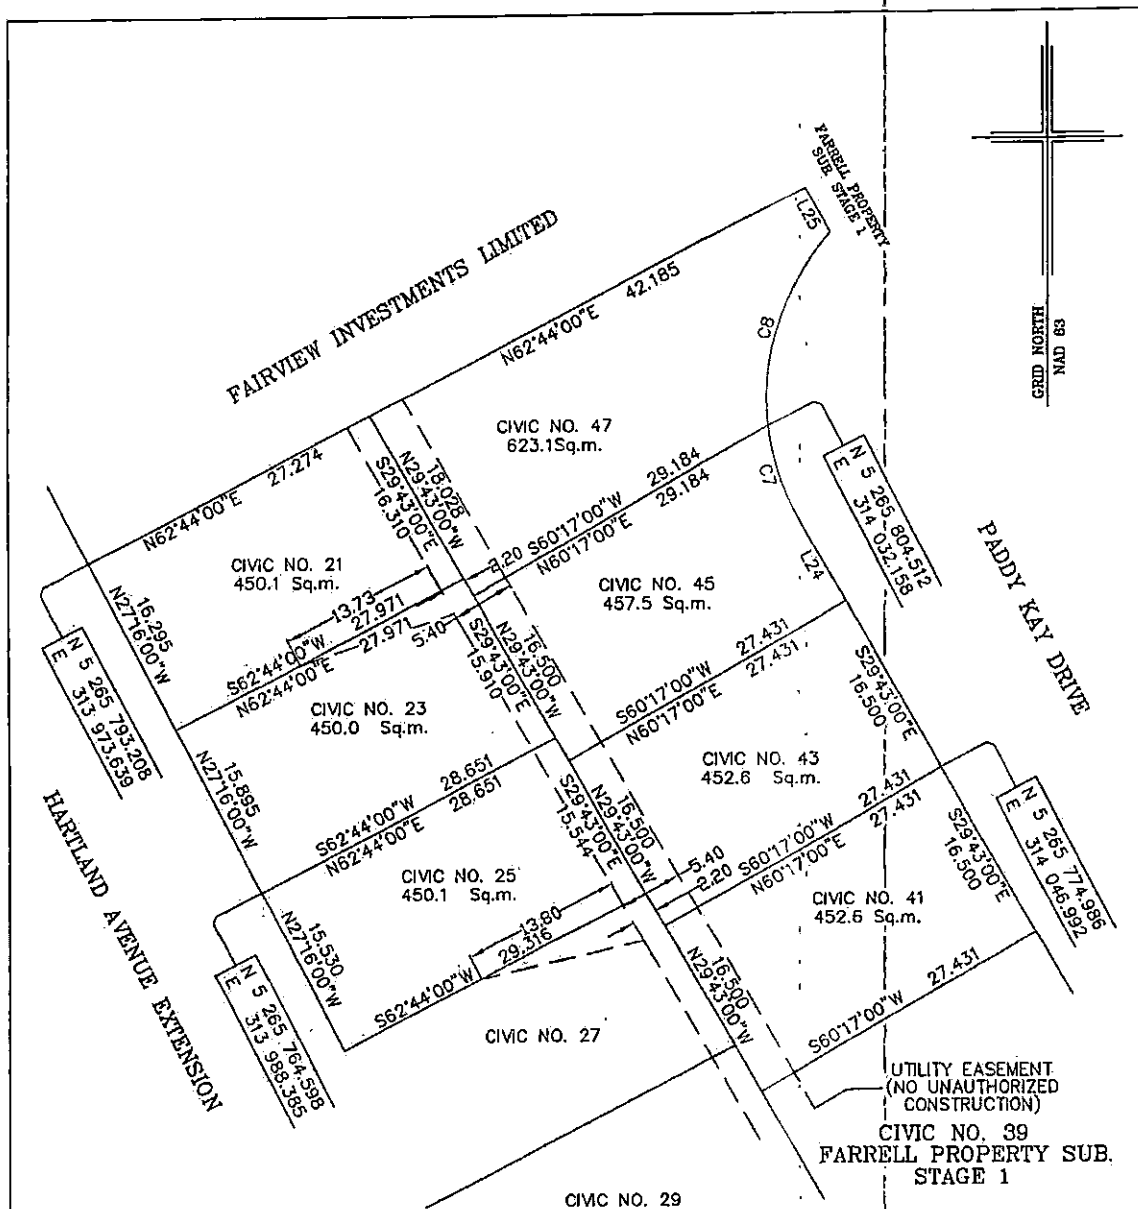 FARRELL PROPERTY
SUB. STAGE 1
L25
FAIRVIEW INVESTMENTS LIMITED
N62°44'00"E 42.185
C8
GRID NORTH
NAD 83
CIVIC NO. 47
623.1Sq.m.
N62°44'00"E 27.274
18.028
N29°43'00"W
S29°43'00"E
16.310
S60°17'00"W 29.184
N60°17'00"E 29.184
C7
N 5 265 804.512
E 314 032.158
CIVIC NO. 21
450.1 Sq.m.
2.20
CIVIC NO. 45
457.5 Sq.m.
L24
PADDY KAY DRIVE
16.295
N27°16'00"W
13.73
S62°44'00"W 27.971
N62°44'00"E 27.971
5.40
16.500
N29°43'00"W
S29°43'00"E
15.910
S60°17'00"W 27.431
N60°17'00"E 27.431
S29°43'00"E
16.500
N 5 265 793.208
E 313 973.639
CIVIC NO. 23
450.0 Sq.m.
CIVIC NO. 43
452.6 Sq.m.
15.895
N27°16'00"W
S62°44'00"W 28.651
N62°44'00"E 28.651
16.500
N29°43'00"W
S29°43'00"E
15.544
HARTLAND AVENUE EXTENSION
CIVIC NO. 25
450.1 Sq.m.
5.40
2.20
S60°17'00"W 27.431
N60°17'00"E 27.431
S29°43'00"E
16.500
N 5 265 774.986
E 314 046.992
CIVIC NO. 41
452.6 Sq.m.
15.530
N27°16'00"W
13.80
S62°44'00"W 29.316
16.500
N29°43'00"W
S60°17'00"W 27.431
N 5 265 764.598
E 313 988.385
CIVIC NO. 27
UTILITY EASEMENT
(NO UNAUTHORIZED
CONSTRUCTION)
CIVIC NO. 39
FARRELL PROPERTY SUB.
STAGE 1
CIVIC NO. 29